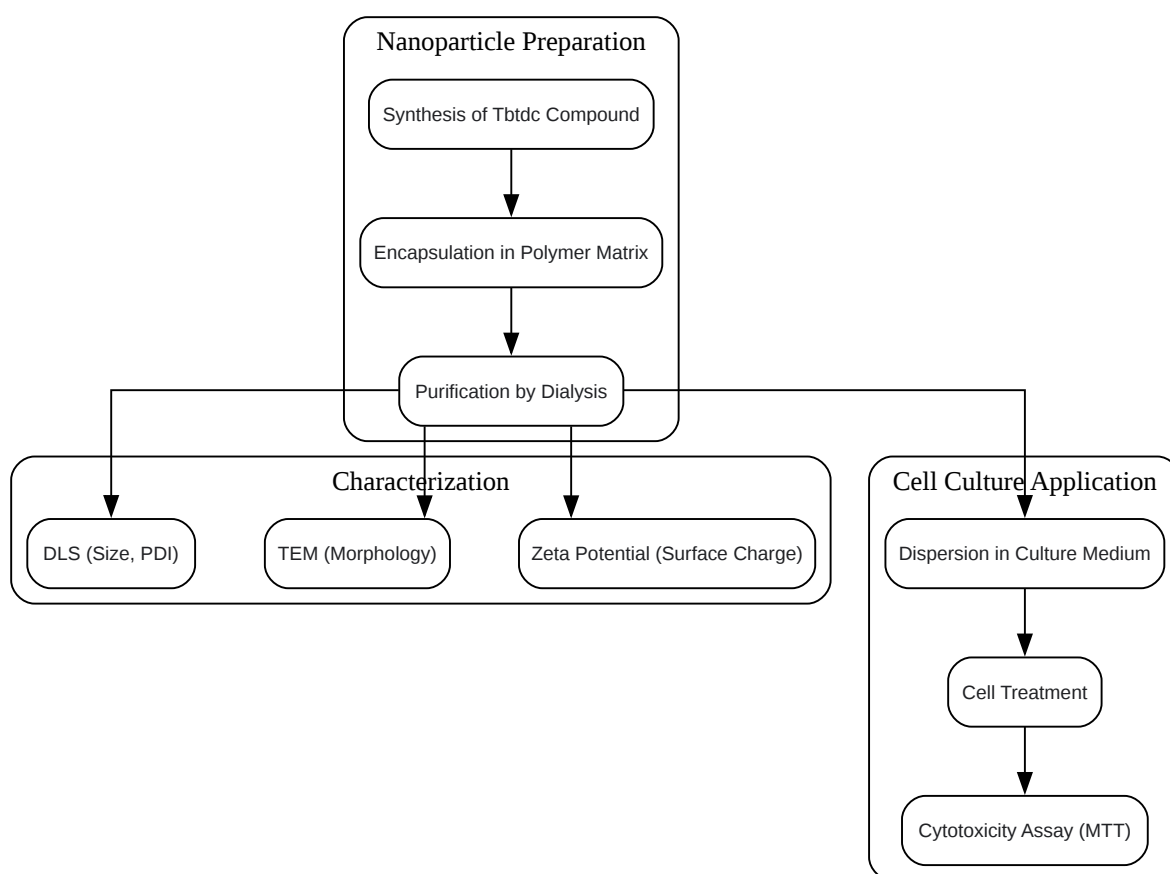 Nanoparticle Preparation
Synthesis of Tbtdc Compound
Encapsulation in Polymer Matrix
Purification by Dialysis
Characterization
DLS (Size, PDI)
TEM (Morphology)
Zeta Potential (Surface Charge)
Cell Culture Application
Dispersion in Culture Medium
Cell Treatment
Cytotoxicity Assay (MTT)